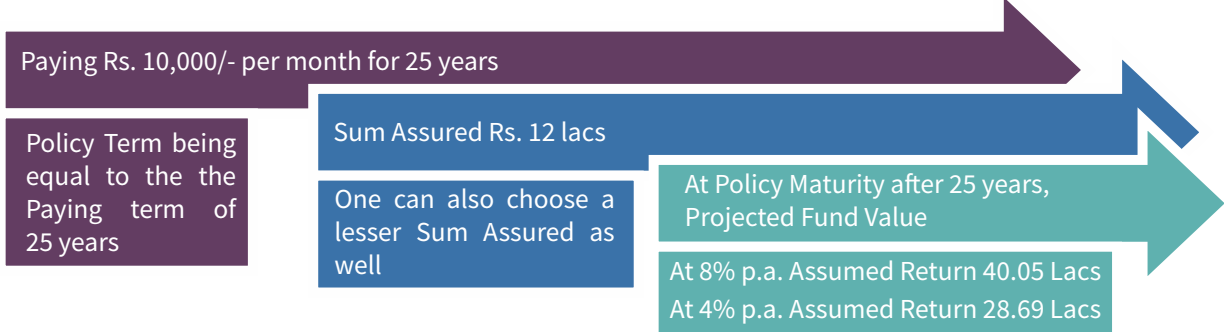 Paying Rs. 10,000/- per month for 25 years
Policy Term being
equal to the the
Paying term of
25 years
Sum Assured Rs. 12 lacs
One can also choose a
lesser Sum Assured as
well
At Policy Maturity after 25 years,
Projected Fund Value
At 8% p.a. Assumed Return 40.05 Lacs
At 4% p.a. Assumed Return 28.69 Lacs